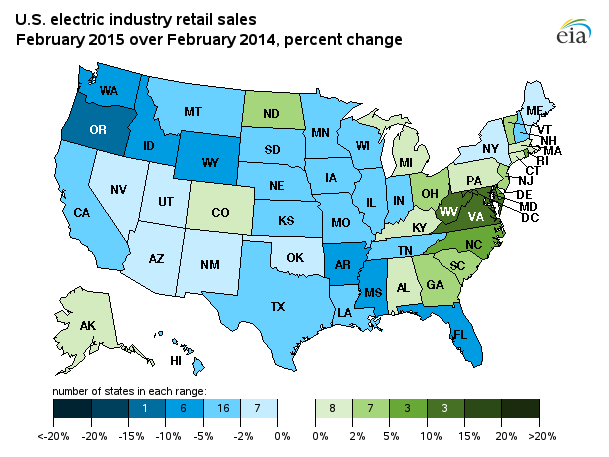 U.S. electric industry retail sales
February 2015 over February 2014, percent change
eia
WA
OR
ID
MT
WY
ND
SD
NE
KS
MN
IA
MO
WI
IL
IN
MI
OH
KY
TN
NV
UT
CO
CA
AZ
NM
OK
TX
AR
LA
MS
AL
GA
FL
SC
NC
VA
WV
PA
NY
ME
VT
NH
MA
RI
CT
NJ
DE
MD
DC
AK
HI
number of states in each range:
1 6 16 7 8 7 3 3
<-20% -20% -15% -10% -5% -2% 0% 0% 2% 5% 10% 15% 20% >20%